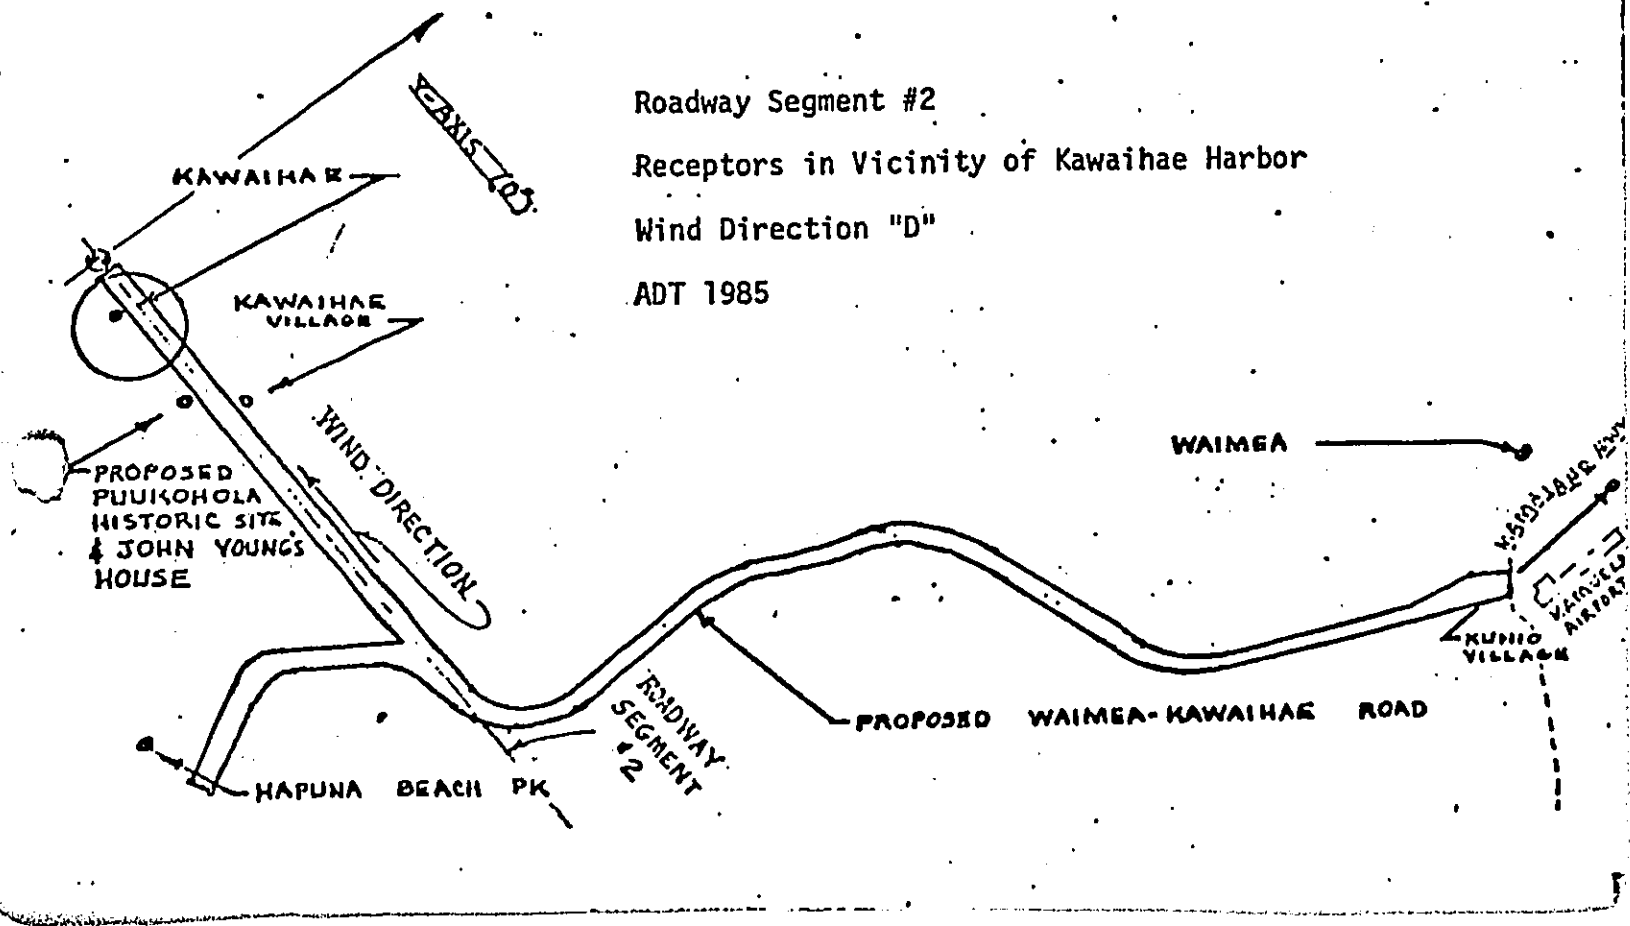 Roadway Segment #2
Receptors in Vicinity of Kawaihae Harbor
Wind Direction "D"
ADT 1985
KAWAIHAE
KAWAIHAE
VILLAGE
PROPOSED
PUUKOHOLA
HISTORIC SITE
& JOHN YOUNG'S
HOUSE
WIND DIRECTION
WAIMEA
AIRPORT
KUHIO
VILLAGE
ROADWAY
SEGMENT
#2
PROPOSED WAIMEA-KAWAIHAE ROAD
HAPUNA BEACH PK